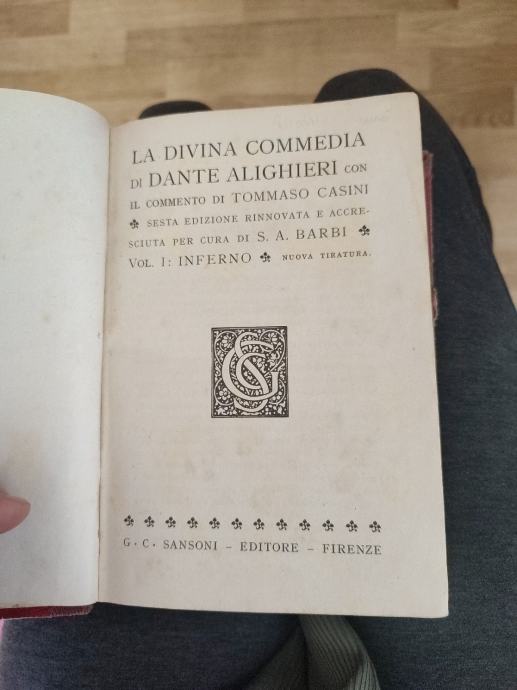 LA DIVINA COMMEDIA
DI DANTE ALIGHIERI CON
IL COMMENTO DI TOMMASO CASINI
SESTA EDIZIONE RINNOVATA E ACCRE-
SCIUTA PER CURA DI S. A. BARBI
VOL. I: INFERNO NUOVA TIRATURA.
GCS
G. C. SANSONI - EDITORE - FIRENZE